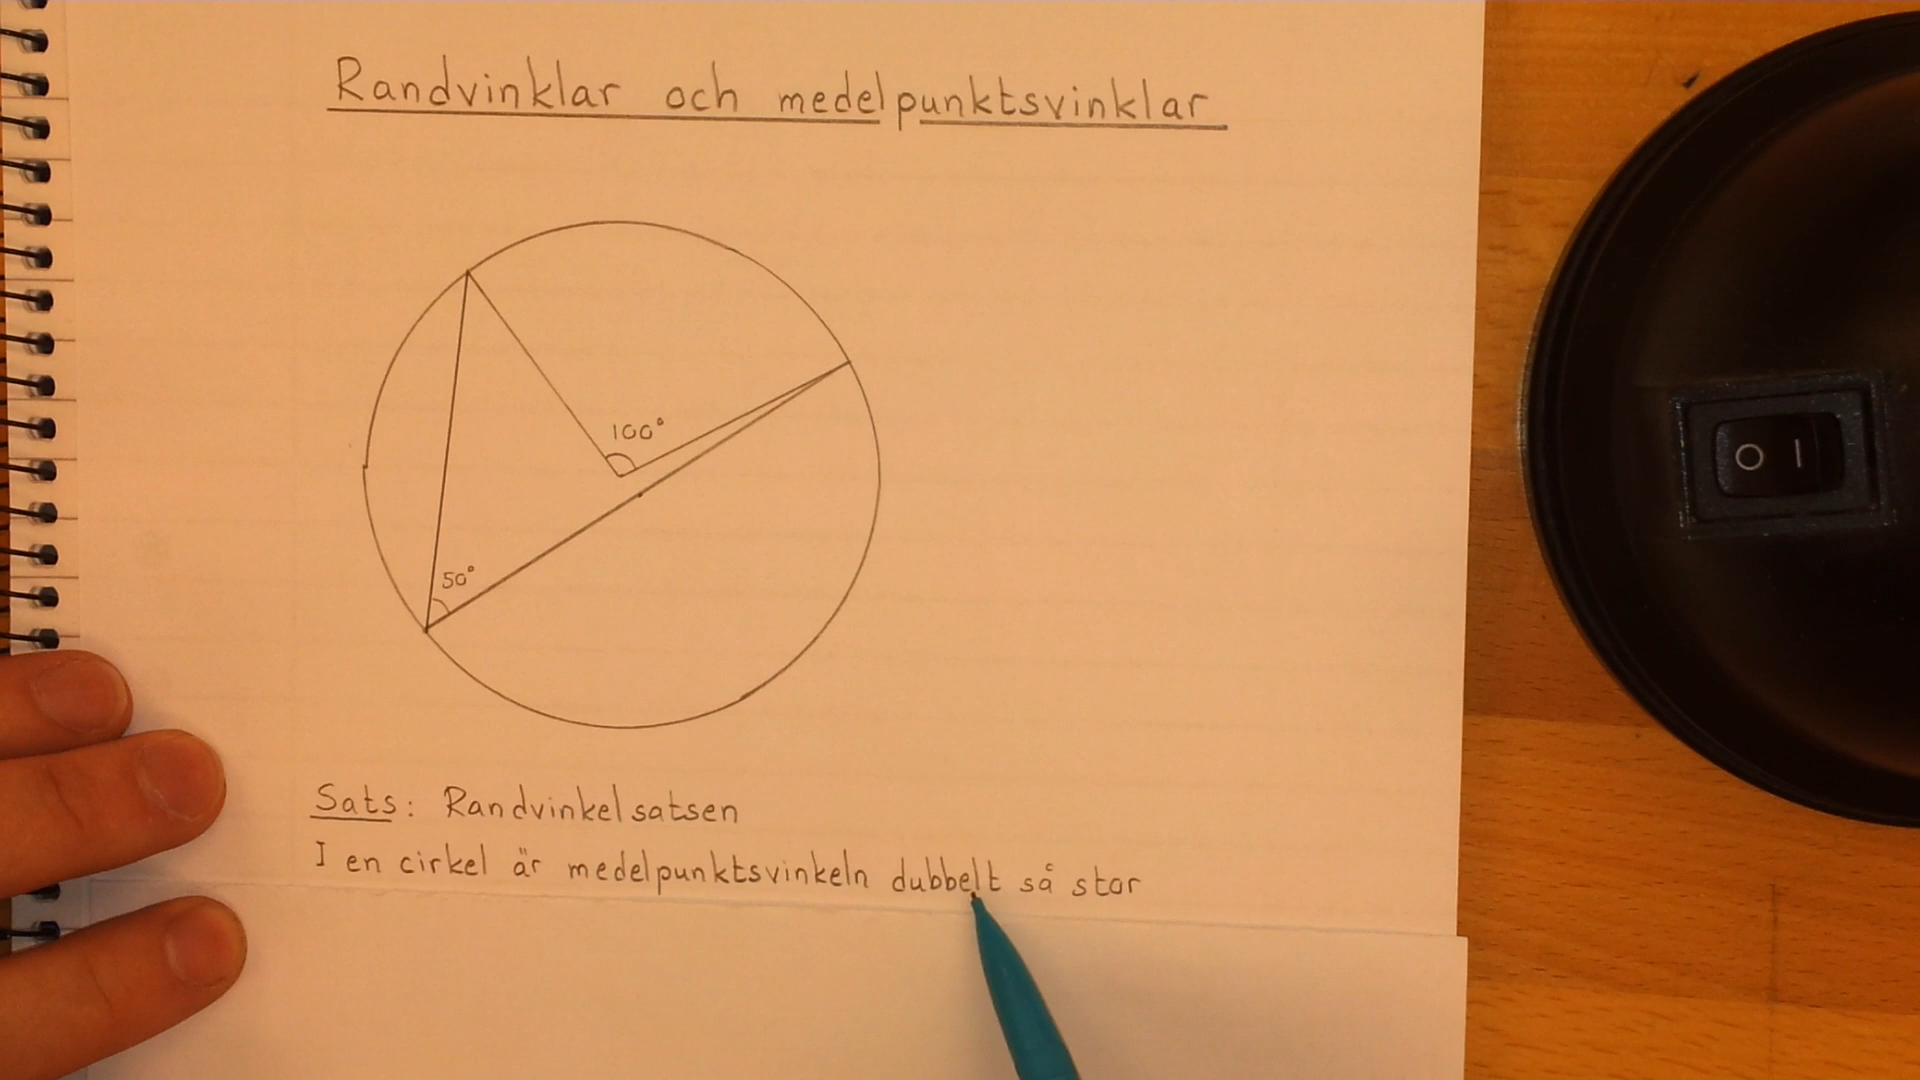 Randvinklar och medelpunktsvinklar
100°
50°
Sats: Randvinkelsatsen
I en cirkel är medelpunktsvinkeln dubbelt så stor
O I